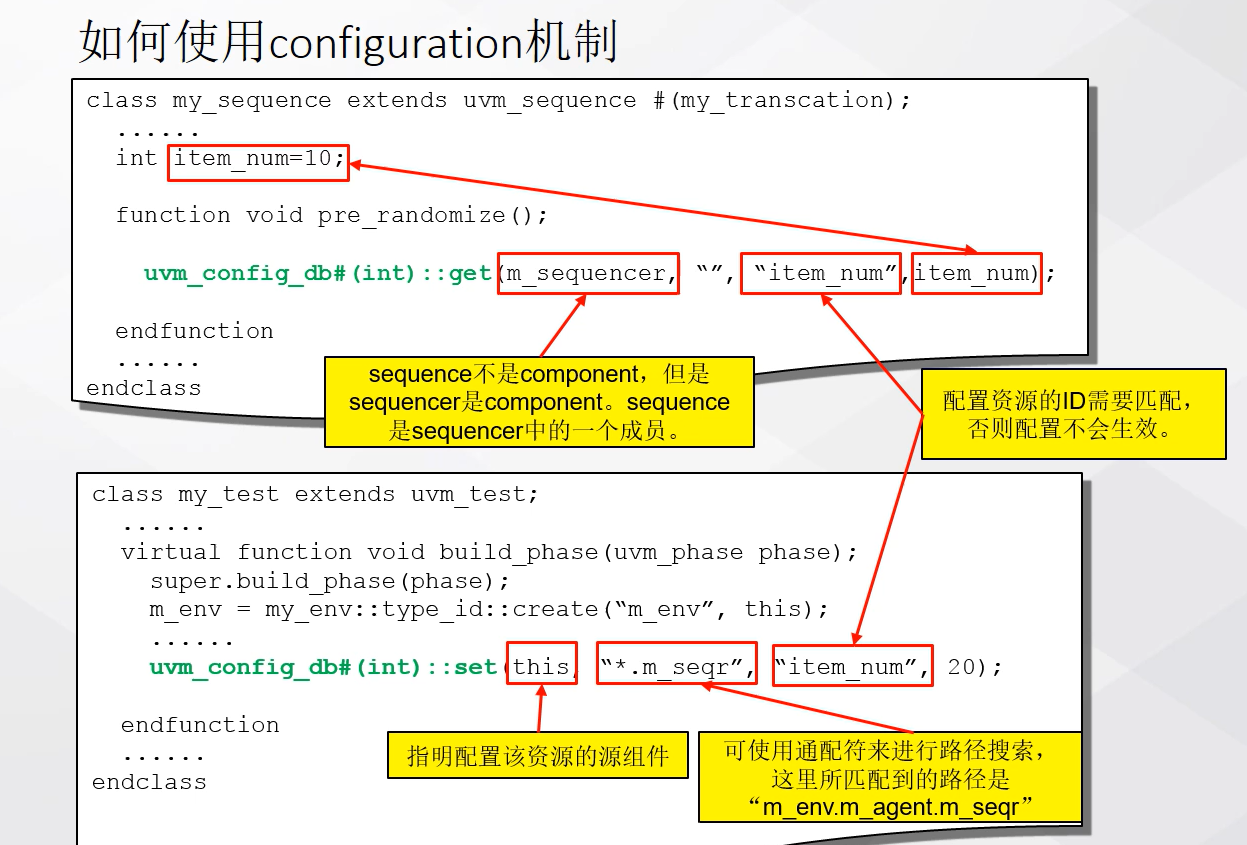 如何使用configuration机制
class my_sequence extends uvm_sequence #(my_transcation);
......
int item_num=10;
function void pre_randomize();
uvm_config_db#(int)::get(m_sequencer, “”, “item_num”,item_num);
endfunction
......
endclass
sequence不是component，但是
sequencer是component。sequence
是sequencer中的一个成员。
配置资源的ID需要匹配，
否则配置不会生效。
class my_test extends uvm_test;
......
virtual function void build_phase(uvm_phase phase);
super.build_phase(phase);
m_env = my_env::type_id::create(“m_env”, this);
......
uvm_config_db#(int)::set(this, “*.m_seqr”, “item_num”, 20);
endfunction
......
endclass
指明配置该资源的源组件
可使用通配符来进行路径搜索，
这里所匹配到的路径是
“m_env.m_agent.m_seqr”